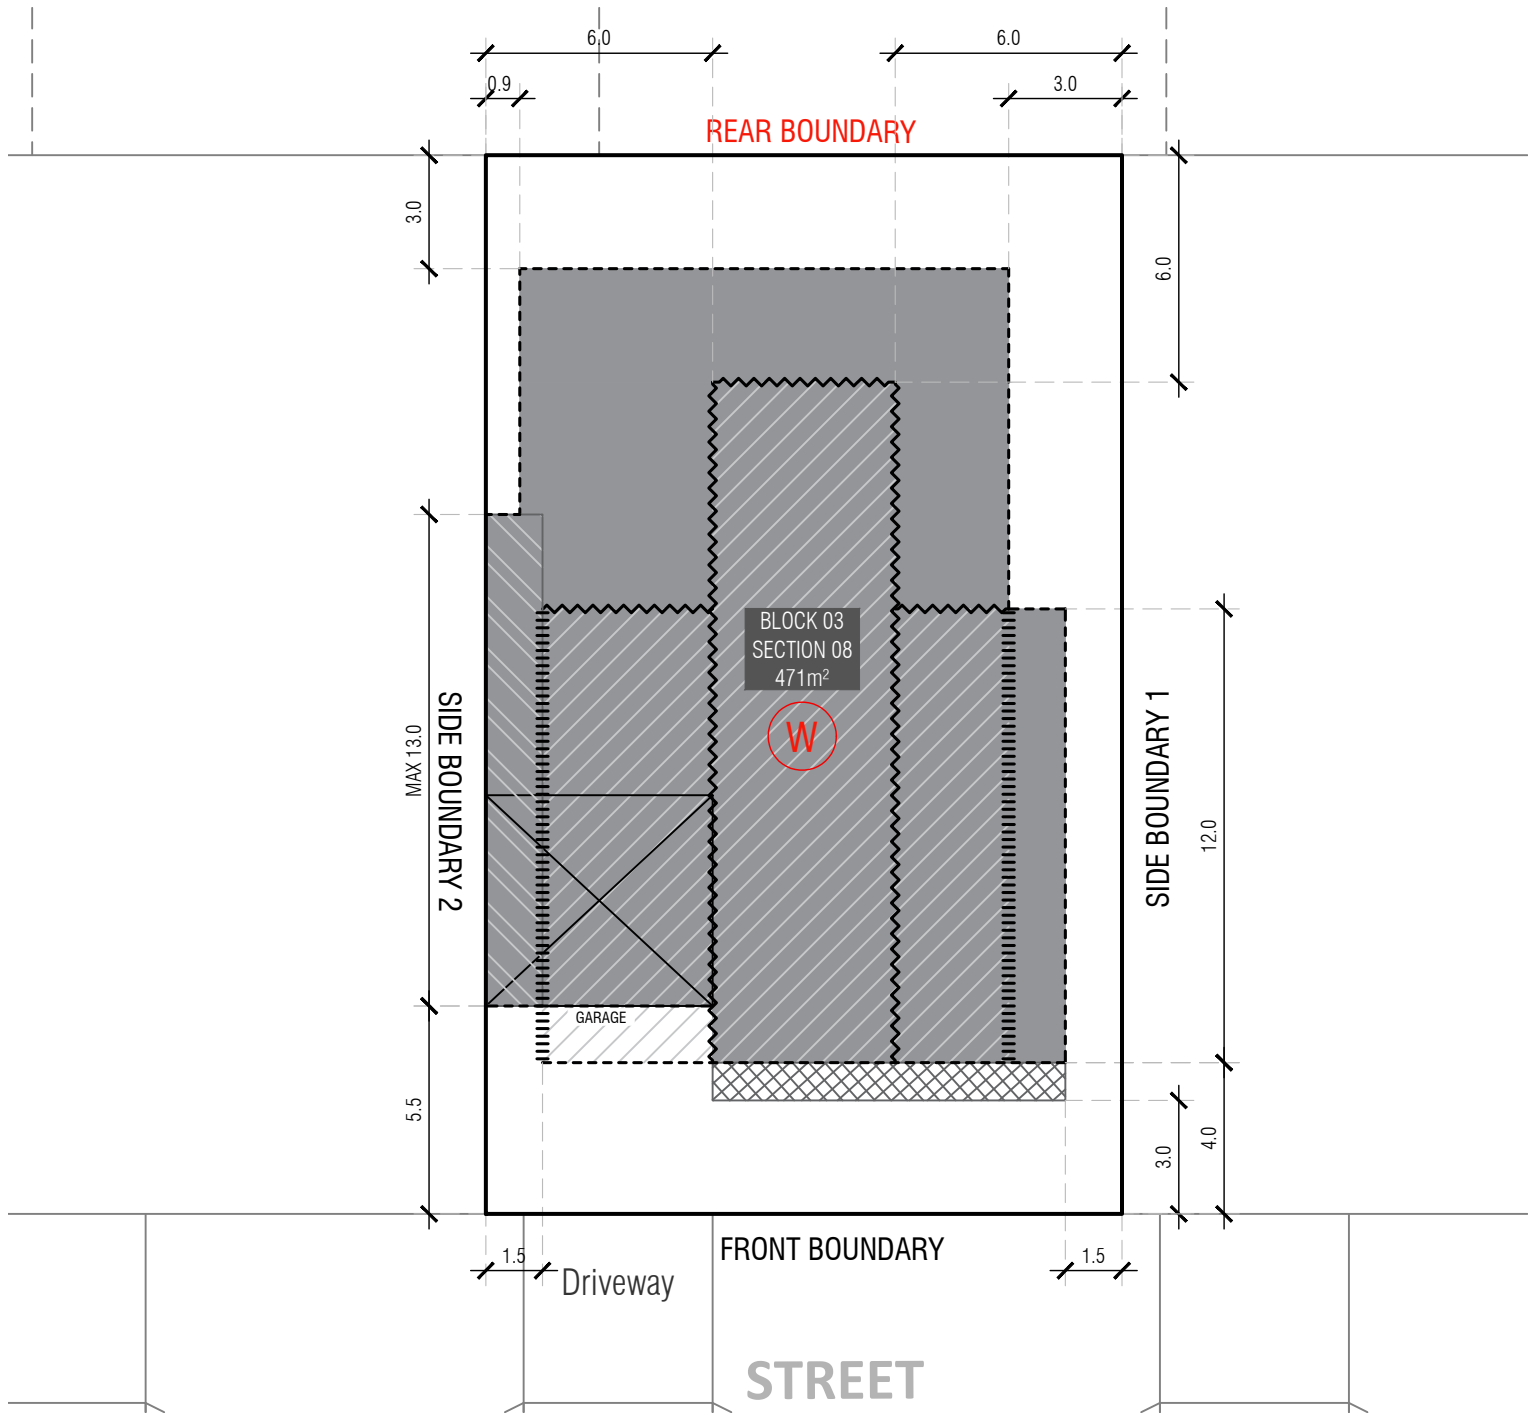 6.0
6.0
0.9
3.0
REAR BOUNDARY
3.0
6.0
BLOCK 03
SECTION 08
471m²
W
MAX 13.0
SIDE BOUNDARY 2
SIDE BOUNDARY 1
12.0
GARAGE
5.5
3.0
4.0
FRONT BOUNDARY
1.5
1.5
Driveway
STREET